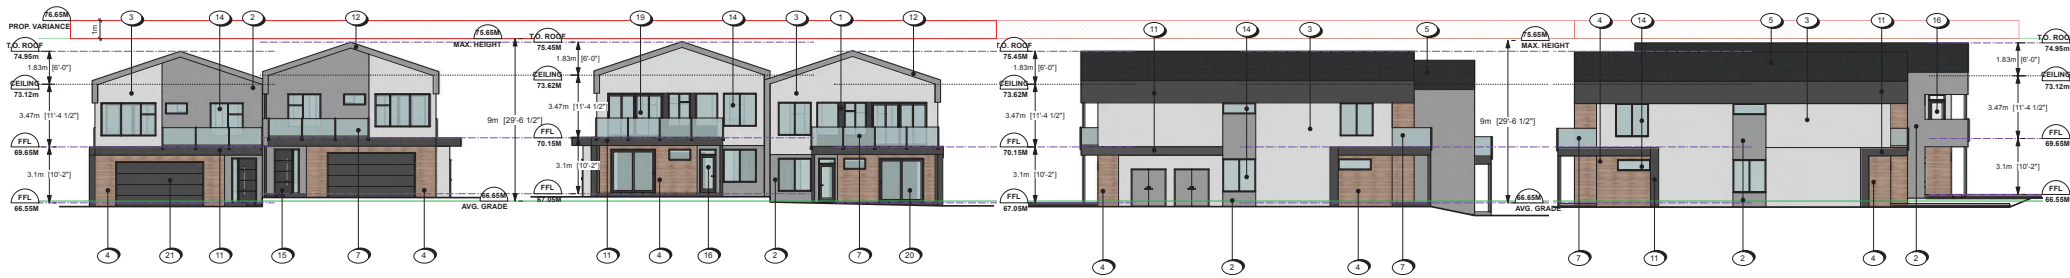 76.65M
PROP. VARIANCE
1m
T.O. ROOF
74.95m
1.83m [6'-0"]
CEILING
73.12m
3.47m [11'-4 1/2"]
FFL
69.65M
3.1m [10'-2"]
FFL
66.55M
3
14
2
12
4
21
11
15
7
4
75.65M
MAX. HEIGHT
9m [29'-6 1/2"]
66.65M
AVG. GRADE
T.O. ROOF
75.45M
1.83m [6'-0"]
CEILING
73.62M
3.47m [11'-4 1/2"]
FFL
70.15M
3.1m [10'-2"]
FFL
67.05M
19
14
3
1
12
11
4
16
2
7
20
T.O. ROOF
75.45M
1.83m [6'-0"]
CEILING
73.62M
3.47m [11'-4 1/2"]
FFL
70.15M
3.1m [10'-2"]
FFL
67.05M
11
14
3
5
4
2
4
7
75.65M
MAX. HEIGHT
9m [29'-6 1/2"]
66.65M
AVG. GRADE
4
14
5
3
11
16
7
11
2
4
2
T.O. ROOF
74.95m
1.83m [6'-0"]
CEILING
73.12m
3.47m [11'-4 1/2"]
FFL
69.65M
3.1m [10'-2"]
FFL
66.55M